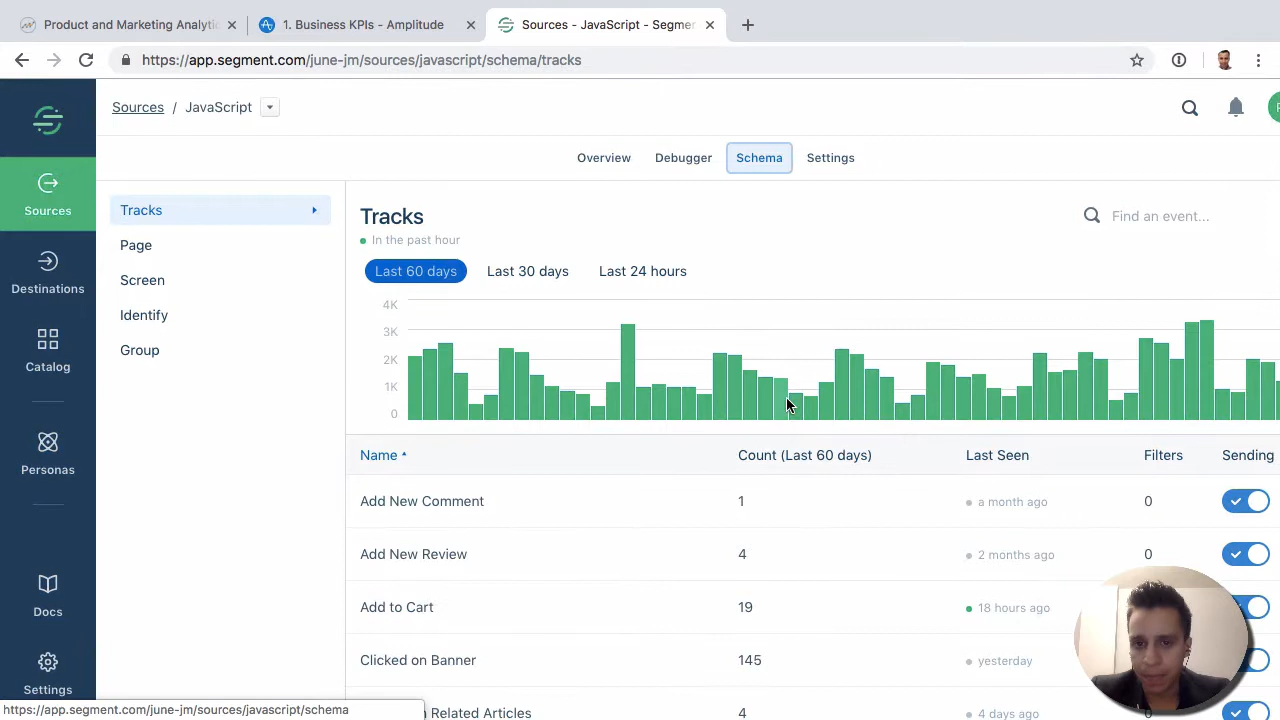 Product and Marketing Analytic
1. Business KPIs - Amplitude
Sources - JavaScript - Segmen
https://app.segment.com/june-jm/sources/javascript/schema/tracks
Sources / JavaScript
Overview
Debugger
Schema
Settings
Sources
Destinations
Catalog
Personas
Docs
Settings
Tracks
Page
Screen
Identify
Group
Tracks
In the past hour
Find an event...
Last 60 days
Last 30 days
Last 24 hours
4K
3K
2K
1K
0
Name Count (Last 60 days) Last Seen Filters Sending
Add New Comment 1 a month ago 0
Add New Review 4 2 months ago 0
Add to Cart 19 18 hours ago
Clicked on Banner 145 yesterday
Related Articles 4 4 days ago 0
https://app.segment.com/june-jm/sources/javascript/schema